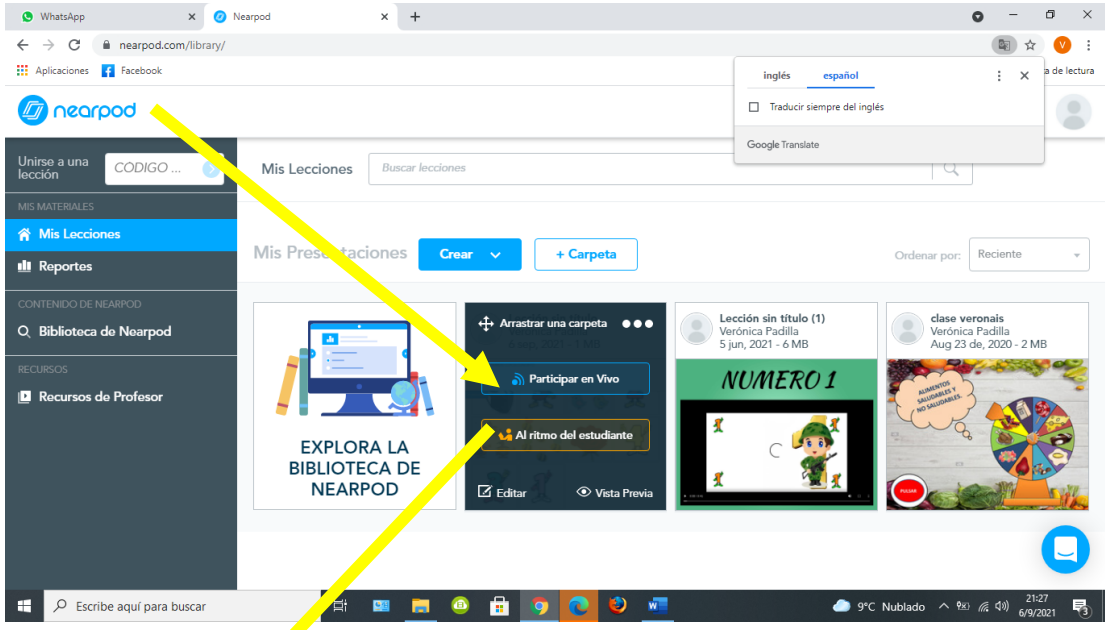 WhatsApp
Nearpod
nearpod.com/library/
Aplicaciones
Facebook
a de lectura
inglés
español
Traducir siempre del inglés
Google Translate
nearpod
Unirse a una
lección
CÓDIGO ...
MIS MATERIALES
Mis Lecciones
Reportes
CONTENIDO DE NEARPOD
Biblioteca de Nearpod
RECURSOS
Recursos de Profesor
Mis Lecciones
Buscar lecciones
Mis Presentaciones
Crear
+ Carpeta
Ordenar por:
Reciente
EXPLORA LA
BIBLIOTECA DE
NEARPOD
Arrastrar una carpeta
Participar en Vivo
Al ritmo del estudiante
Editar
Vista Previa
Lección sin título (1)
Verónica Padilla
5 jun, 2021 - 6 MB
NUMERO 1
clase veronais
Verónica Padilla
Aug 23 de, 2020 - 2 MB
ALIMENTOS
SALUDABLES Y
NO SALUDABLES.
PULSAR
Escribe aquí para buscar
9°C Nublado
21:27
6/9/2021
3